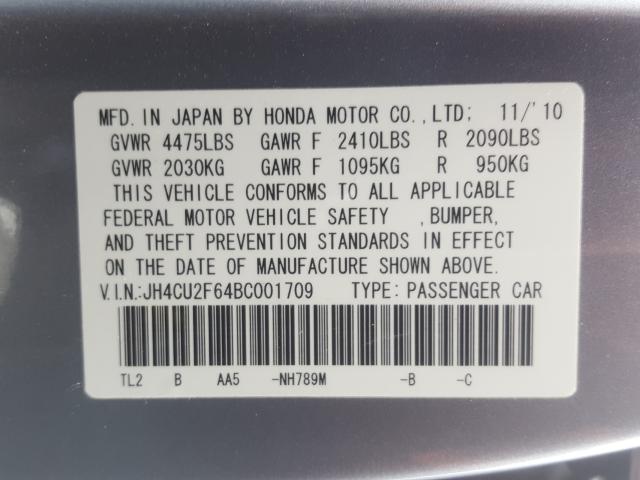 MFD. IN JAPAN BY HONDA MOTOR CO.,LTD; 11/'10
GVWR 4475LBS GAWR F 2410LBS R 2090LBS
GVWR 2030KG GAWR F 1095KG R 950KG
THIS VEHICLE CONFORMS TO ALL APPLICABLE
FEDERAL MOTOR VEHICLE SAFETY ,BUMPER,
AND THEFT PREVENTION STANDARDS IN EFFECT
ON THE DATE OF MANUFACTURE SHOWN ABOVE.
V.I.N.:JH4CU2F64BC001709 TYPE: PASSENGER CAR
TL2 B AA5 -NH789M -B -C